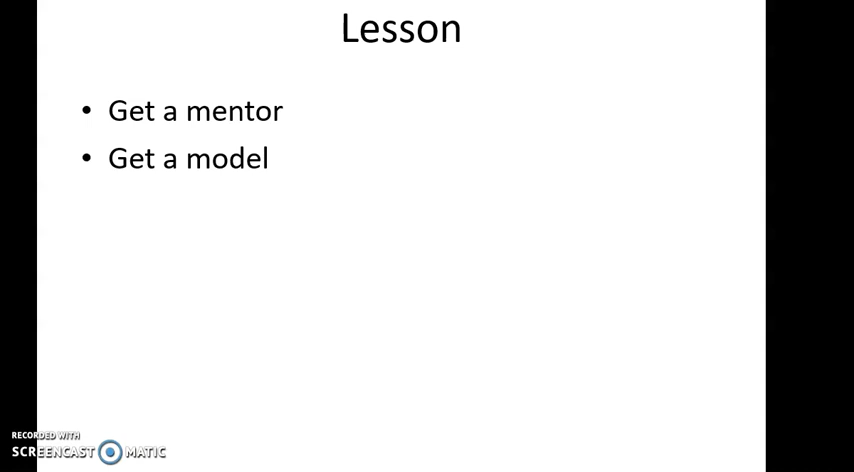 Lesson
• Get a mentor
• Get a model
RECORDED WITH
SCREENCAST MATIC